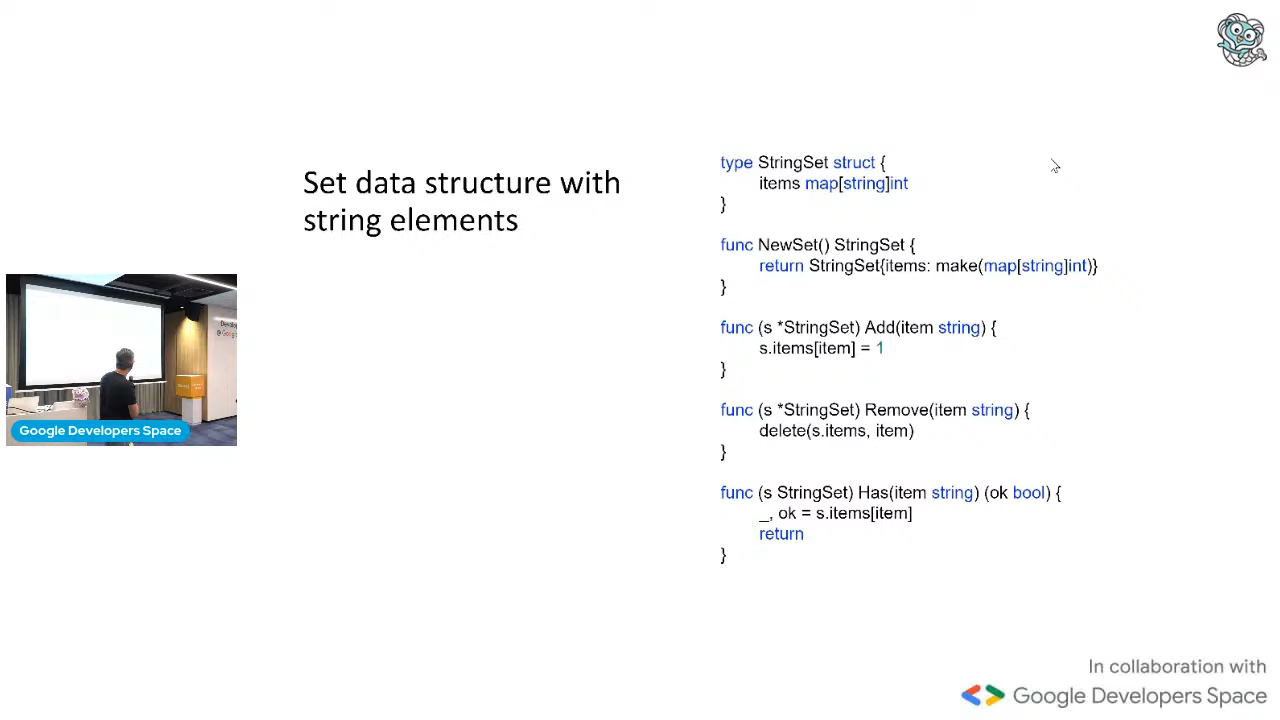 Set data structure with
string elements
type StringSet struct {
items map[string]int
}
func NewSet() StringSet {
return StringSet{items: make(map[string]int)}
}
func (s *StringSet) Add(item string) {
s.items[item] = 1
}
func (s *StringSet) Remove(item string) {
delete(s.items, item)
}
func (s StringSet) Has(item string) (ok bool) {
_, ok = s.items[item]
return
}
Google Developers Space
In collaboration with
Google Developers Space